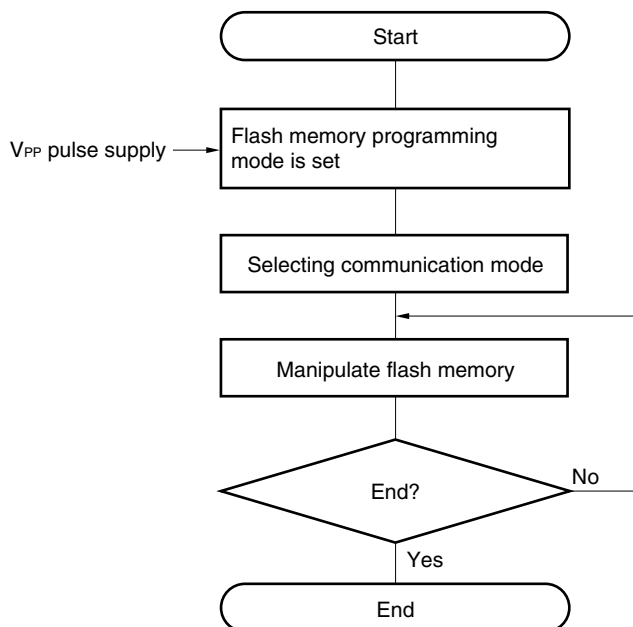 Start
VPP pulse supply
Flash memory programming
mode is set
Selecting communication mode
Manipulate flash memory
End?
No
Yes
End